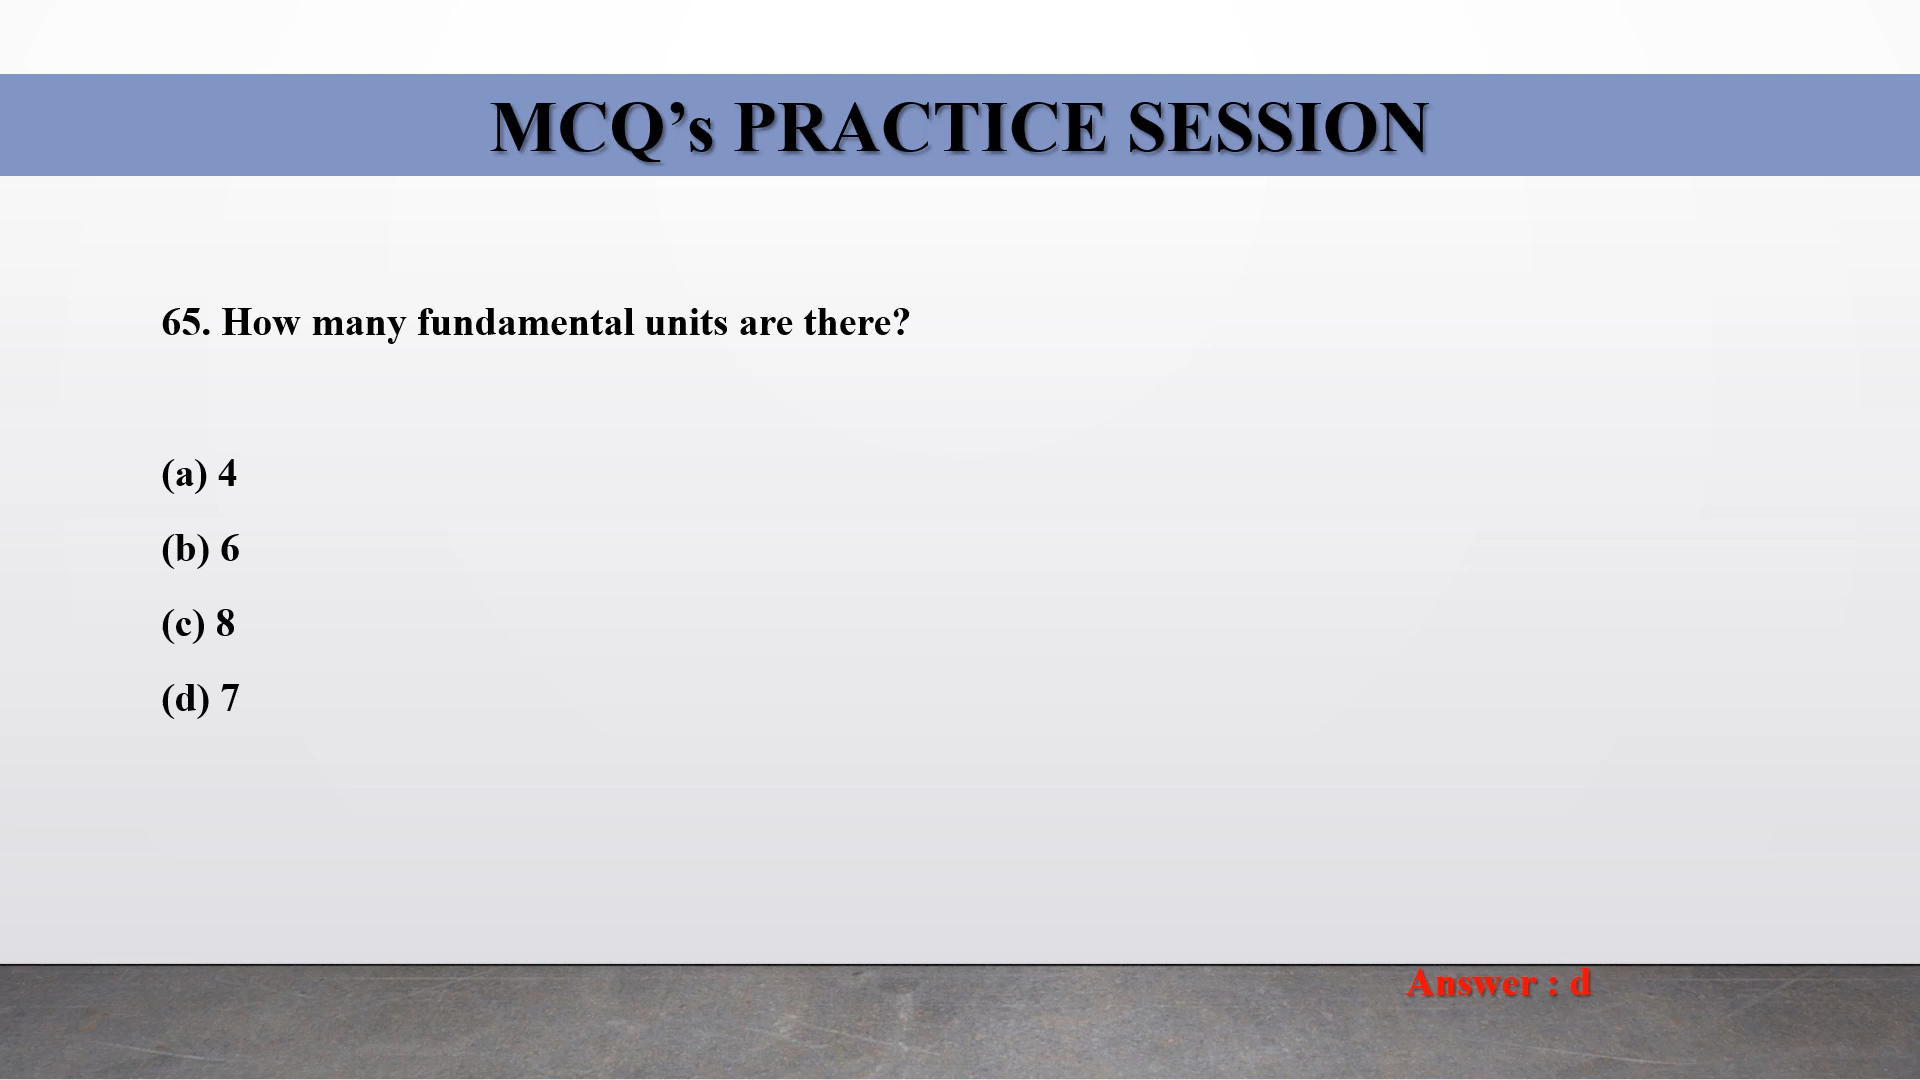 MCQ’s PRACTICE SESSION
65. How many fundamental units are there?
(a) 4
(b) 6
(c) 8
(d) 7
Answer : d